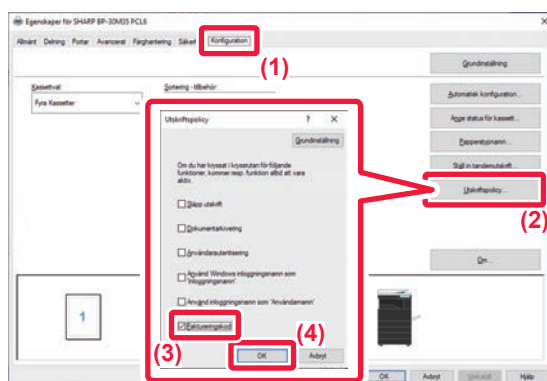 Egenskaper för SHARP BP-30M35 PCL6
Allmänt Delning Portar Avancerat Färghantering Säkerhet Konfiguration
(1)
Grundinställning
Kassettval:
Sortering -tillbehör:
Fyra Kassetter
Automatisk konfiguration...
Ange status för kassett...
Papperstypnamn...
Ställ in tandemutskrift...
Utskriftspolicy...
(2)
Om...
Utskriftspolicy ? X
Grundinställning
Om du har kryssat i kryssrutan för följande
funktioner, kommer resp. funktion alltid att vara
aktiv.
Släpp utskrift
Dokumentarkivering
Användarautentisering
Använd Windows inloggningsnamn som
'Inloggningsnamn'
Använd inloggningsnamn som 'Användarnamn'
Faktureringskod
(3)
(4)
OK Avbryt
1
OK Avbryt Verkställ Hjälp